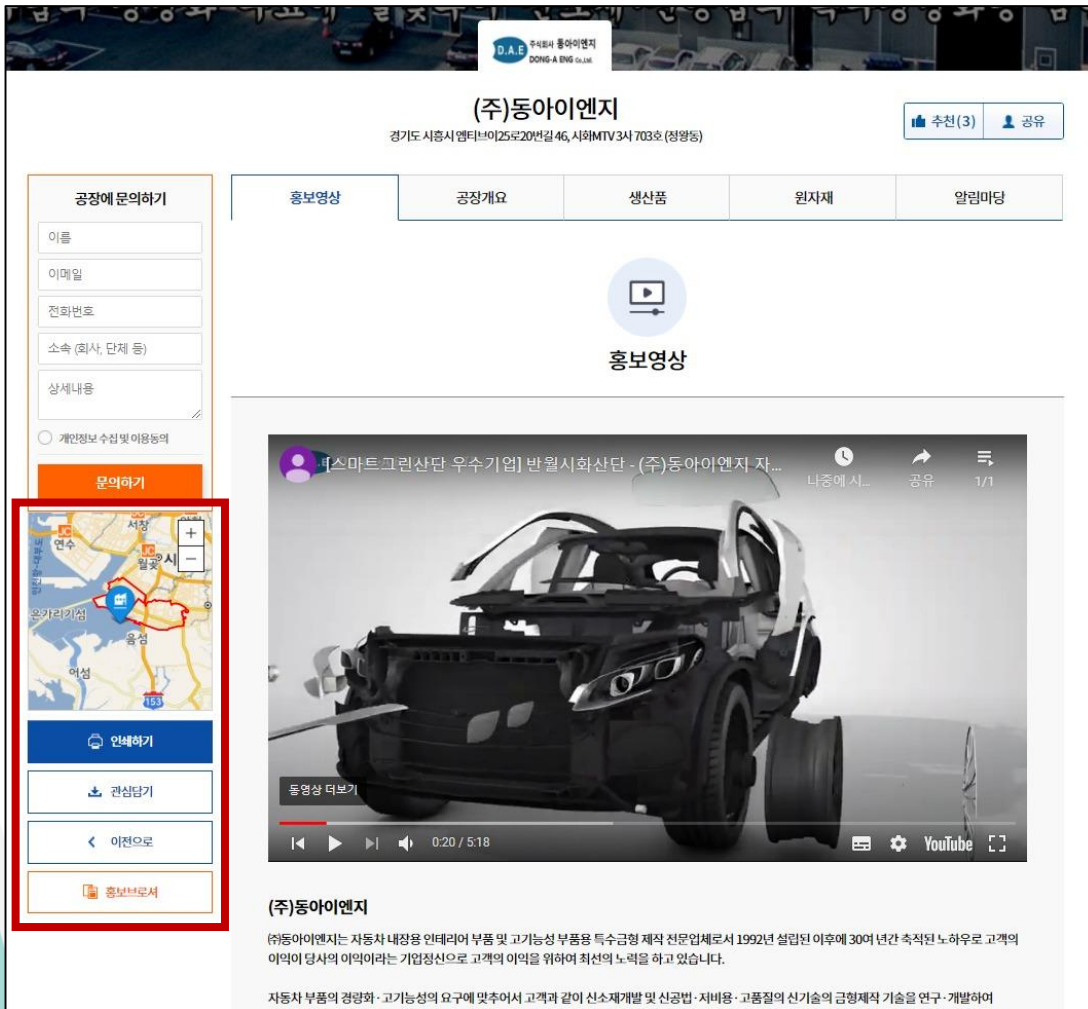 D.A.E 주식회사 동아이엔지
DONG-A ENG Co.,Ltd.
(주)동아이엔지
경기도 시흥시 엠티브이25로20번길 46, 시화MTV 3사 703호 (정왕동)
추천(3) 공유
공장에 문의하기
이름
이메일
전화번호
소속 (회사, 단체 등)
상세내용
개인정보 수집 및 이용동의
문의하기
서창
연수
JC
월곶
시
+
−
온가리기섬
음섬
어섬
153
인쇄하기
관심담기
이전으로
홍보브로셔
홍보영상 공장개요 생산품 원자재 알림마당
홍보영상
[스마트그린산단 우수기업] 반월시화산단 - (주)동아이엔지 자...
나중에 시... 공유 1/1
동영상 더보기
0:20 / 5:18 YouTube
(주)동아이엔지
㈜동아이엔지는 자동차 내장용 인테리어 부품 및 고기능성 부품용 특수금형 제작 전문업체로서 1992년 설립된 이후에 30여 년간 축적된 노하우로 고객의
이익이 당사의 이익이라는 기업정신으로 고객의 이익을 위하여 최선의 노력을 하고 있습니다.
자동차 부품의 경량화·고기능성의 요구에 맞추어서 고객과 같이 신소재개발 및 신공법·저비용·고품질의 신기술의 금형제작 기술을 연구·개발하여